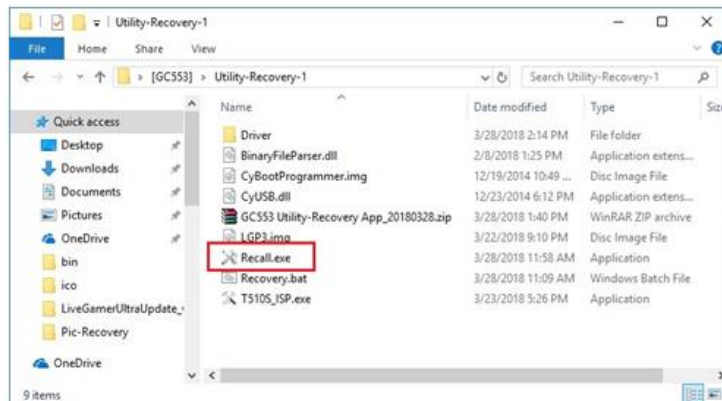 Utility-Recovery-1
File Home Share View
[GC553] > Utility-Recovery-1 Search Utility-Recovery-1
Name Date modified Type Siz
Quick access
Desktop
Downloads
Documents
Pictures
OneDrive
bin
ico
LiveGamerUltraUpdate_
Pic-Recovery
OneDrive
Driver 3/28/2018 2:14 PM File folder
BinaryFileParser.dll 2/8/2018 1:25 PM Application extens...
CyBootProgrammer.img 12/19/2014 10:49 ... Disc Image File
CyUSB.dll 12/23/2014 6:12 PM Application extens...
GC553 Utility-Recovery App_20180328.zip 3/28/2018 1:40 PM WinRAR ZIP archive
LGP3.img 3/22/2018 9:10 PM Disc Image File
Recall.exe 3/28/2018 11:58 AM Application
Recovery.bat 3/28/2018 11:09 AM Windows Batch File
T510S_ISP.exe 3/23/2018 5:26 PM Application
9 items